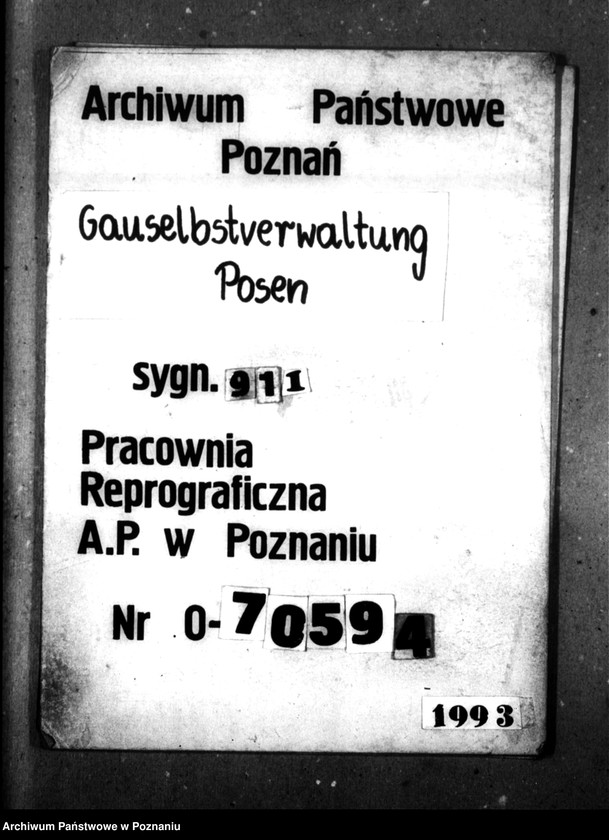 Archiwum Państwowe
Poznań
Gauselbstverwaltung
Posen
sygn. 911
Pracownia
Reprograficzna
A.P. w Poznaniu
Nr 0-70594
1993
Archiwum Państwowe w Poznaniu